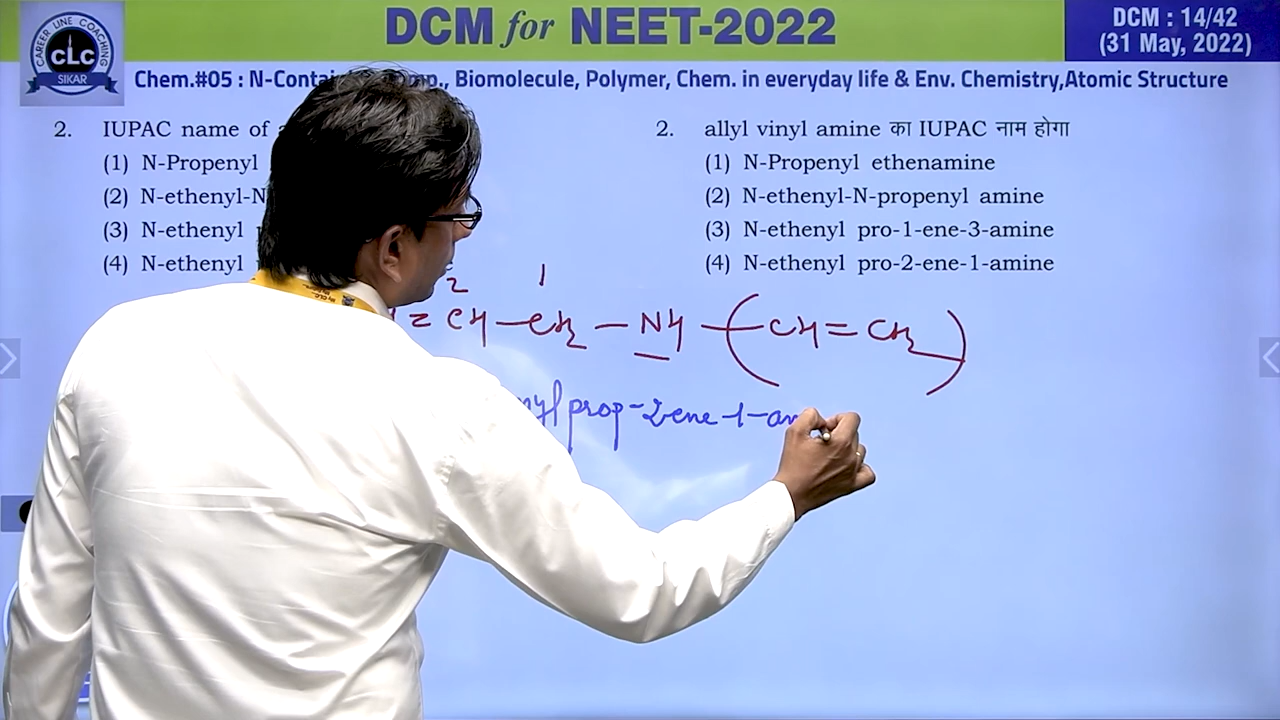 DCM for NEET-2022
DCM : 14/42
(31 May, 2022)
CAREER LINE COACHING
CLC
SIKAR
Chem.#05 : , Biomolecule, Polymer, Chem. in everyday life & Env. Chemistry,Atomic Structure
2. IUPAC name of
(1) N-Propenyl
(2) N-ethenyl-N
(3) N-ethenyl
(4) N-ethenyl
2. allyl vinyl amine का IUPAC नाम होगा
(1) N-Propenyl ethenamine
(2) N-ethenyl-N-propenyl amine
(3) N-ethenyl pro-1-ene-3-amine
(4) N-ethenyl pro-2-ene-1-amine
2 1
= CH — CH2 — NH — ( CH = CH2 )
nyl prop-2-ene-1-am